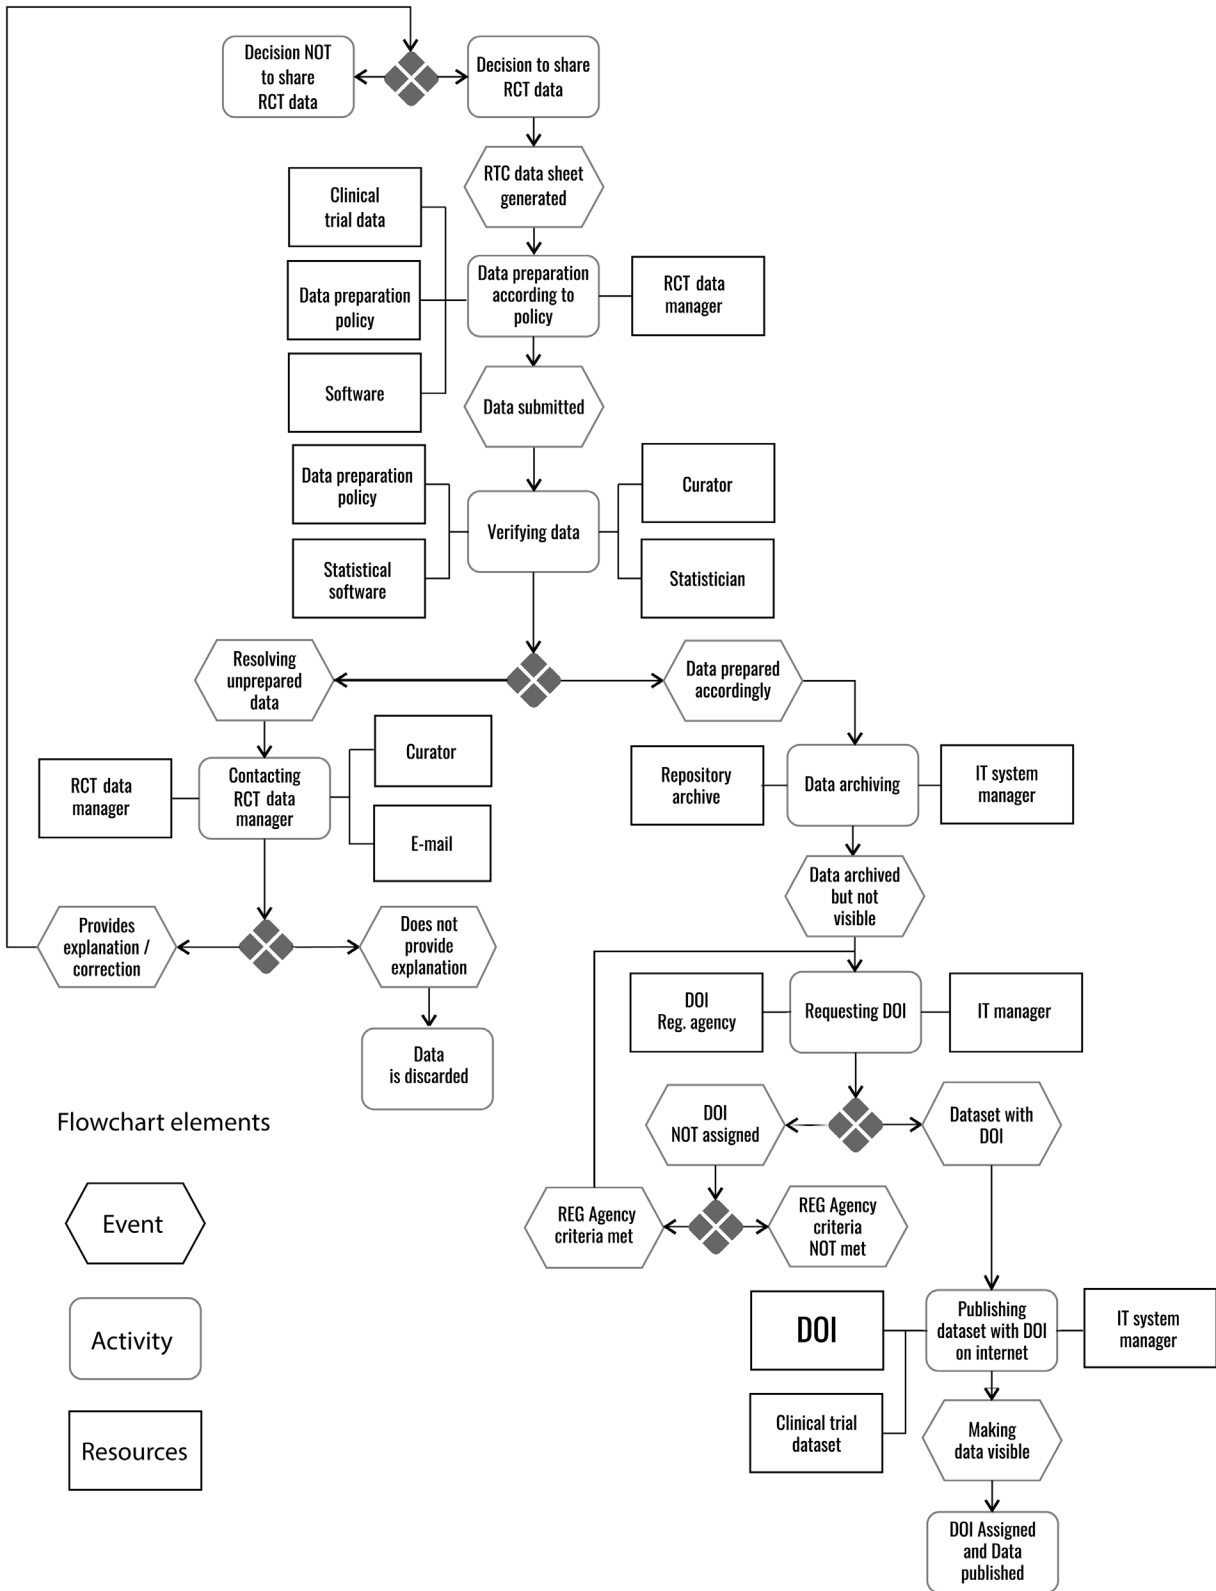 Decision NOT
to share
RCT data
Decision to share
RCT data
RTC data sheet
generated
Clinical
trial data
Data preparation
policy
Software
Data preparation
according to
policy
RCT data
manager
Data submitted
Data preparation
policy
Statistical
software
Verifying data
Curator
Statistician
Resolving
unprepared
data
Data prepared
accordingly
RCT data
manager
Contacting
RCT data
manager
Curator
E-mail
Repository
archive
Data archiving
IT system
manager
Data archived
but not
visible
Provides
explanation /
correction
Does not
provide
explanation
Data
is discarded
DOI
Reg. agency
Requesting DOI
IT manager
DOI
NOT assigned
Dataset with
DOI
REG Agency
criteria met
REG Agency
criteria
NOT met
DOI
Clinical trial
dataset
Publishing
dataset with DOI
on internet
IT system
manager
Making
data visible
DOI Assigned
and Data
published
Flowchart elements
Event
Activity
Resources